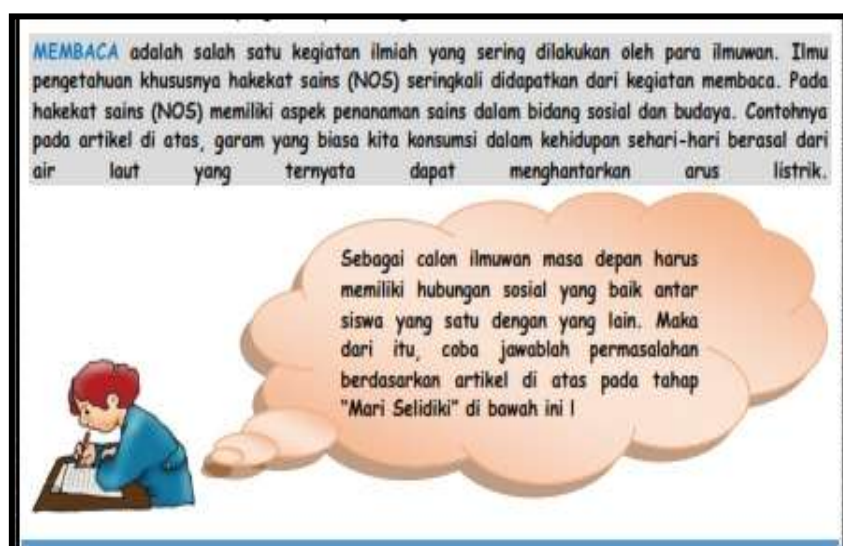 MEMBACA adalah salah satu kegiatan ilmiah yang sering dilakukan oleh para ilmuwan. Ilmu
pengetahuan khususnya hakekat sains (NOS) seringkali didapatkan dari kegiatan membaca. Pada
hakekat sains (NOS) memiliki aspek penanaman sains dalam bidang sosial dan budaya. Contohnya
pada artikel di atas, garam yang biasa kita konsumsi dalam kehidupan sehari-hari berasal dari
air laut yang ternyata dapat menghantarkan arus listrik.
Sebagai calon ilmuwan masa depan harus
memiliki hubungan sosial yang baik antar
siswa yang satu dengan yang lain. Maka
dari itu, coba jawablah permasalahan
berdasarkan artikel di atas pada tahap
"Mari Selidiki" di bawah ini !